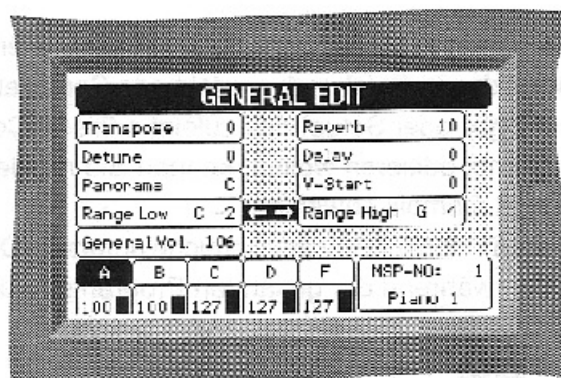 GENERAL EDIT
Transpose 0 Reverb 10
Detune 0 Delay 0
Panorama C V-Start 0
Range Low C -2 Range High G 4
General Vol. 106
A B C D F MSP-NO: 1
100 100 127 127 127 Piano 1